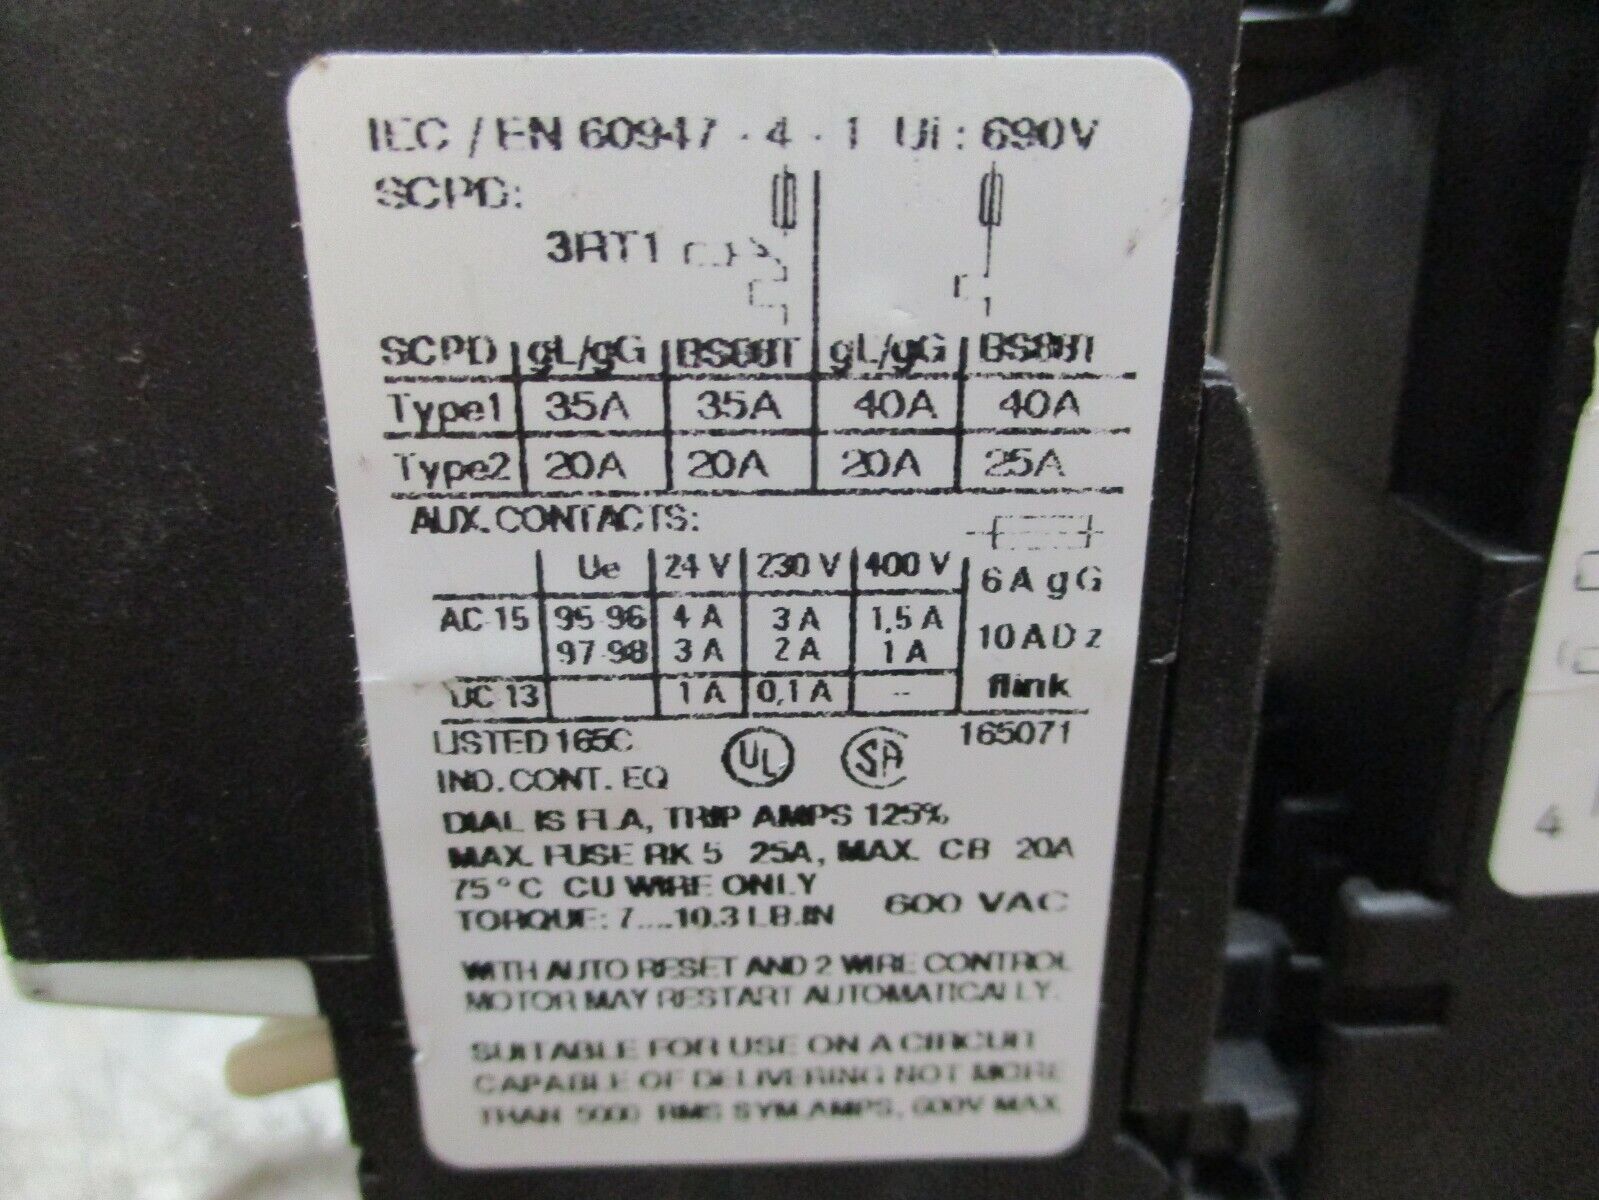 IEC / EN 60947 - 4 - 1 Ui : 690V
SCPD:
3RT1
SCPD gL/gG BS88T gL/gG BS88T
Type1 35A 35A 40A 40A
Type2 20A 20A 20A 25A
AUX. CONTACTS:
Ue 24 V 230 V 400 V
6 A gG
AC-15 95-96 4 A 3 A 1,5 A
97-98 3 A 2 A 1 A
10 A Dz
DC-13 1 A 0,1 A --
flink
LISTED 165C UL SA 165071
IND. CONT. EQ
DIAL IS FLA, TRIP AMPS 125%
MAX. FUSE RK 5 25A, MAX. CB 20A
75°C CU WIRE ONLY
TORQUE: 7....10.3 LB.IN 600 VAC
WITH AUTO RESET AND 2 WIRE CONTROL
MOTOR MAY RESTART AUTOMATICALLY.
SUITABLE FOR USE ON A CIRCUIT
CAPABLE OF DELIVERING NOT MORE
THAN 5000 RMS SYM.AMPS, 600V MAX
4